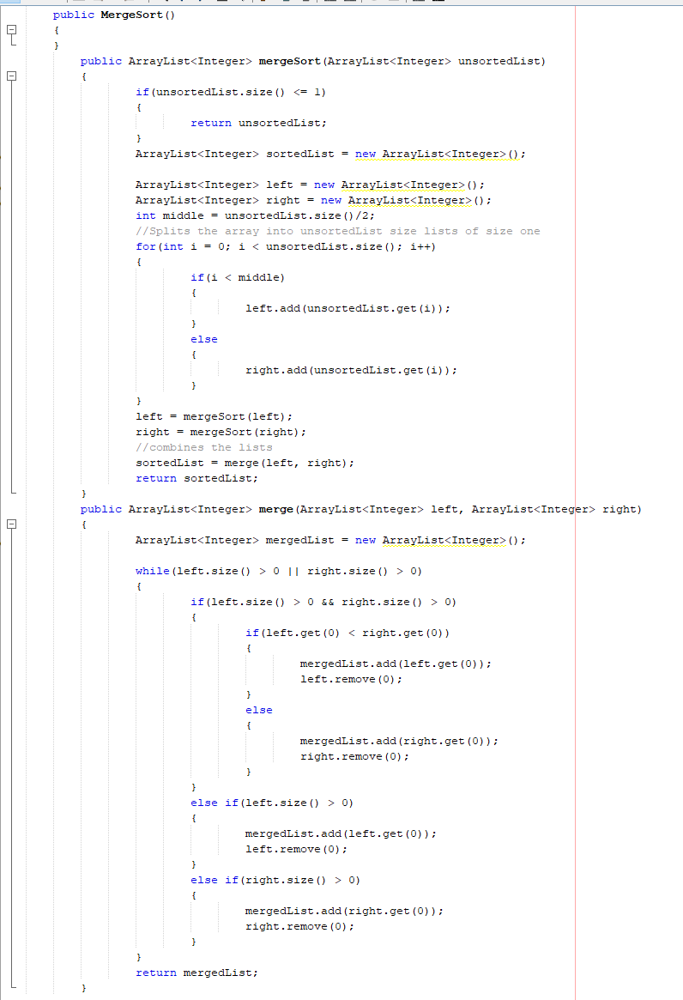 public MergeSort()
{
}
public ArrayList<Integer> mergeSort(ArrayList<Integer> unsortedList)
{
if(unsortedList.size() <= 1)
{
return unsortedList;
}
ArrayList<Integer> sortedList = new ArrayList<Integer>();
ArrayList<Integer> left = new ArrayList<Integer>();
ArrayList<Integer> right = new ArrayList<Integer>();
int middle = unsortedList.size()/2;
//Splits the array into unsortedList size lists of size one
for(int i = 0; i < unsortedList.size(); i++)
{
if(i < middle)
{
left.add(unsortedList.get(i));
}
else
{
right.add(unsortedList.get(i));
}
}
left = mergeSort(left);
right = mergeSort(right);
//combines the lists
sortedList = merge(left, right);
return sortedList;
}
public ArrayList<Integer> merge(ArrayList<Integer> left, ArrayList<Integer> right)
{
ArrayList<Integer> mergedList = new ArrayList<Integer>();
while(left.size() > 0 || right.size() > 0)
{
if(left.size() > 0 && right.size() > 0)
{
if(left.get(0) < right.get(0))
{
mergedList.add(left.get(0));
left.remove(0);
}
else
{
mergedList.add(right.get(0));
right.remove(0);
}
}
else if(left.size() > 0)
{
mergedList.add(left.get(0));
left.remove(0);
}
else if(right.size() > 0)
{
mergedList.add(right.get(0));
right.remove(0);
}
}
return mergedList;
}